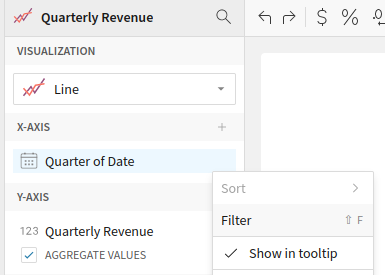 Quarterly Revenue
$ % .0
VISUALIZATION
Line
X-AXIS +
Quarter of Date
Sort
Y-AXIS
Filter ⇧ F
123 Quarterly Revenue
AGGREGATE VALUES
Show in tooltip